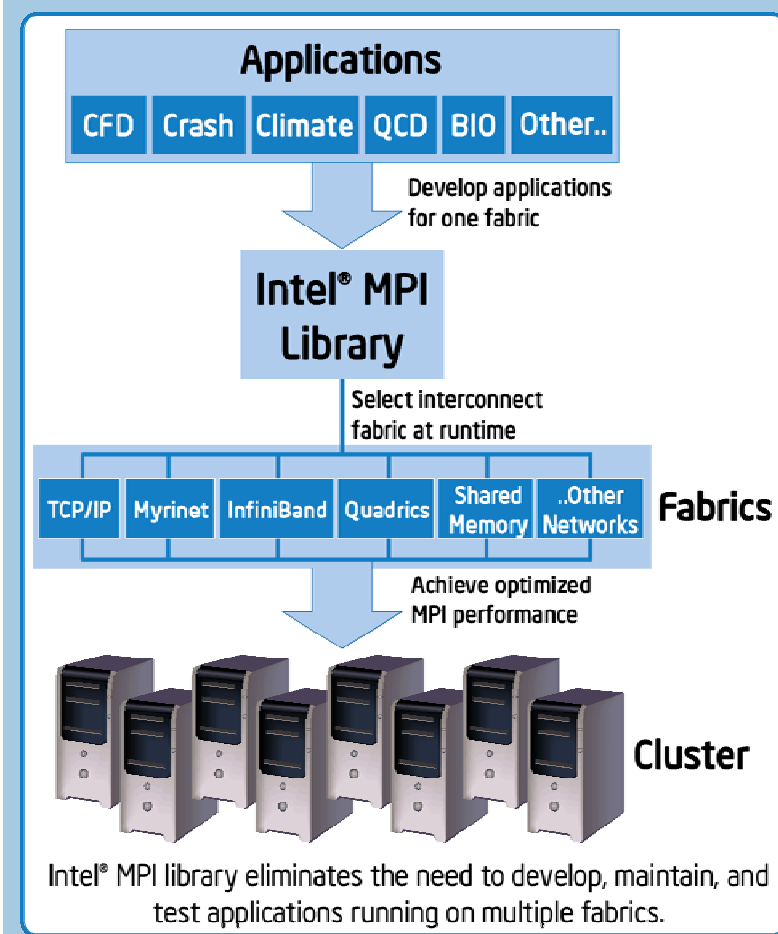 Applications
CFD Crash Climate QCD BIO Other..
Develop applications
for one fabric
Intel® MPI
Library
Select interconnect
fabric at runtime
TCP/IP Myrinet InfiniBand Quadrics Shared Memory ..Other Networks
Fabrics
Achieve optimized
MPI performance
Cluster
Intel® MPI library eliminates the need to develop, maintain, and
test applications running on multiple fabrics.